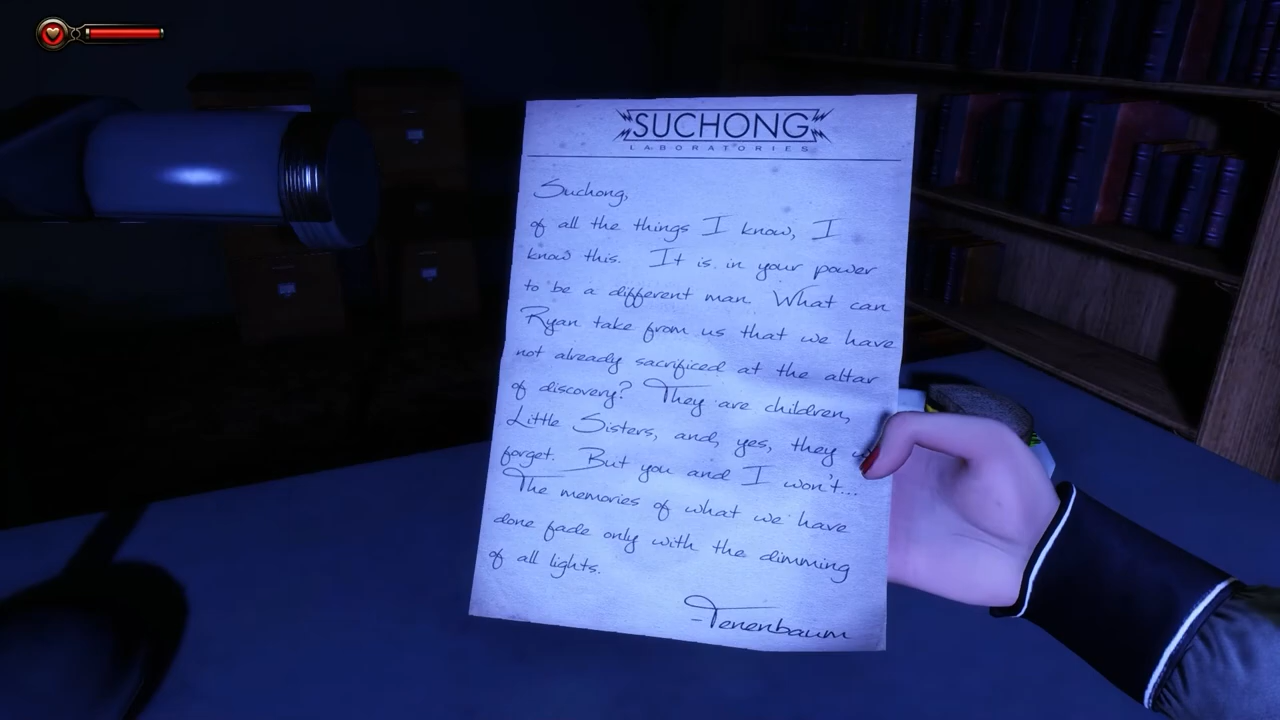 SUCHONG
LABORATORIES
Suchong,
of all the things I know, I
know this. It is in your power
to be a different man. What can
Ryan take from us that we have
not already sacrificed at the altar
of discovery? They are children,
Little Sisters, and, yes, they
forget. But you and I won't...
The memories of what we have
done fade only with the dimming
of all lights.
-Tenenbaum